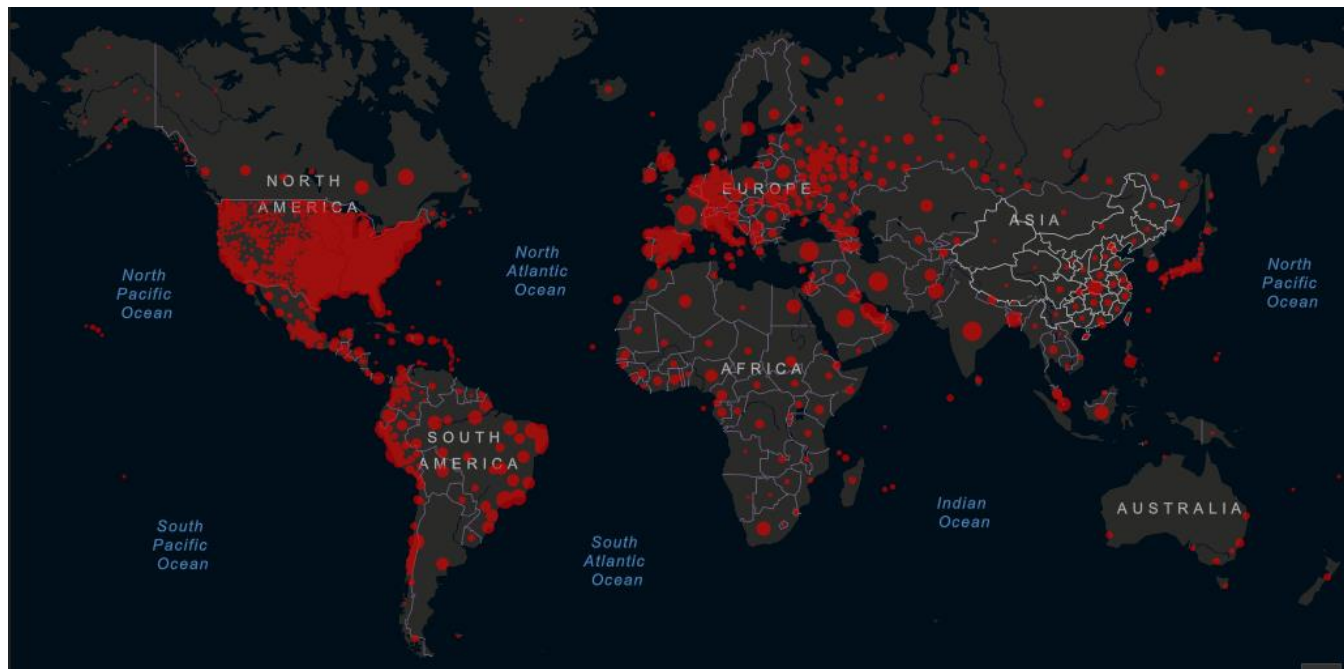 NORTH
AMERICA
EUROPE
ASIA
North
Pacific
Ocean
North
Atlantic
Ocean
North
Pacific
Ocean
AFRICA
SOUTH
AMERICA
South
Pacific
Ocean
South
Atlantic
Ocean
Indian
Ocean
AUSTRALIA